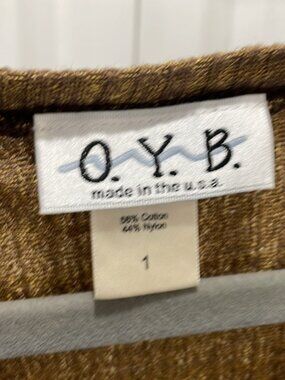 O. Y. B.
made in the u.s.a.
56% Cotton
44% Nylon
1